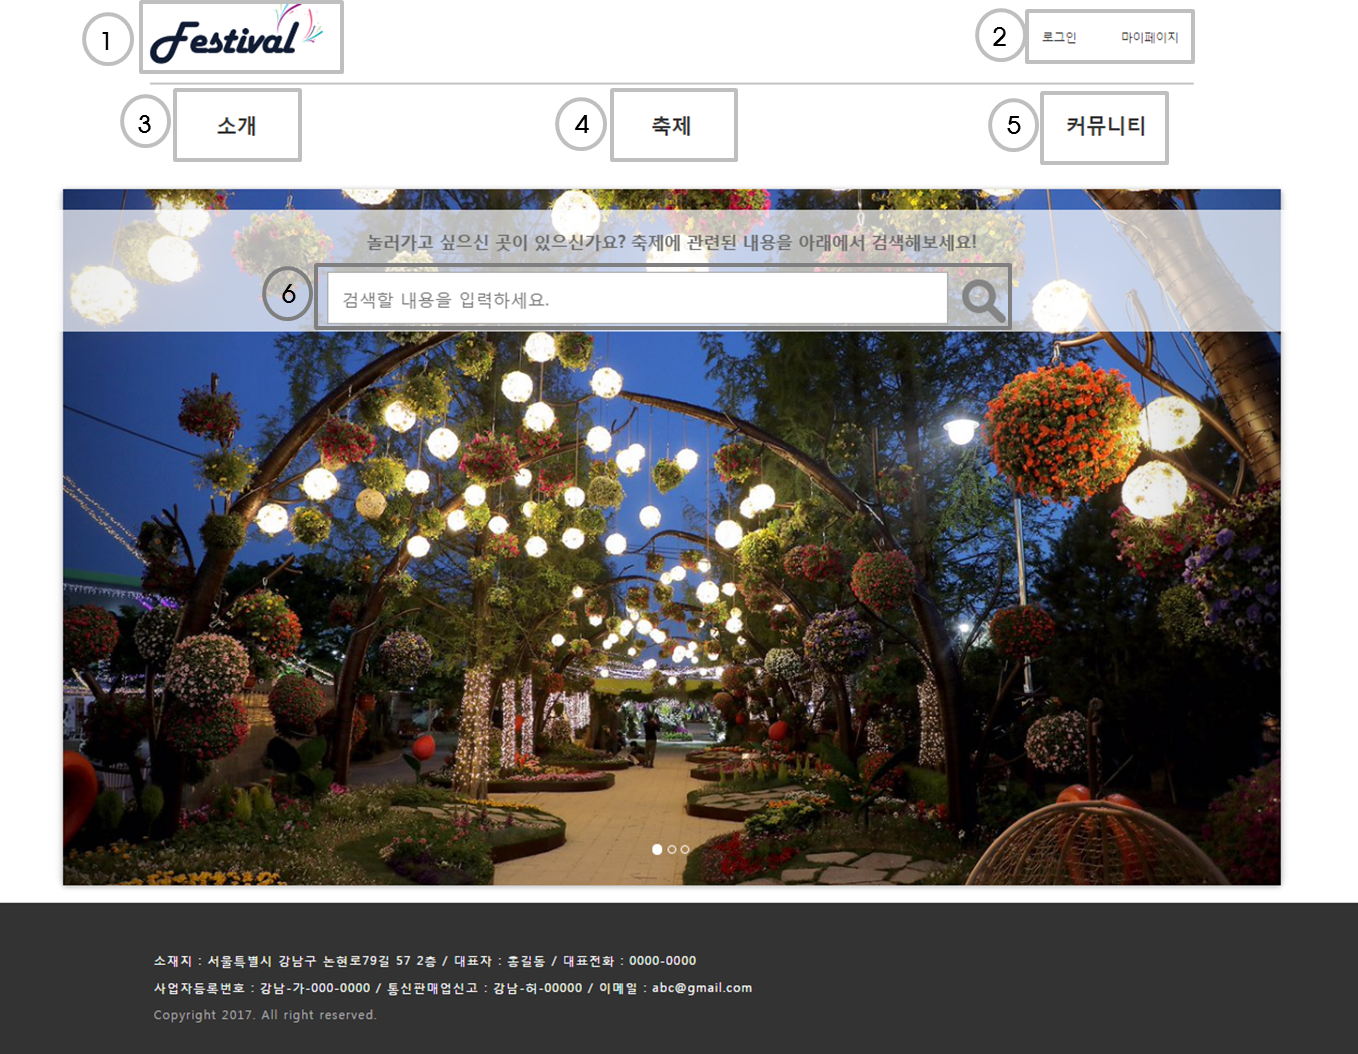 1 Festival 2 로그인 마이페이지
3 소개 4 축제 5 커뮤니티
놀러가고 싶으신 곳이 있으신가요? 축제에 관련된 내용을 아래에서 검색해보세요!
6 검색할 내용을 입력하세요.
소재지 : 서울특별시 강남구 논현로79길 57 2층 / 대표자 : 홍길동 / 대표전화 : 0000-0000
사업자등록번호 : 강남-가-000-0000 / 통신판매업신고 : 강남-허-00000 / 이메일 : abc@gmail.com
Copyright 2017. All right reserved.